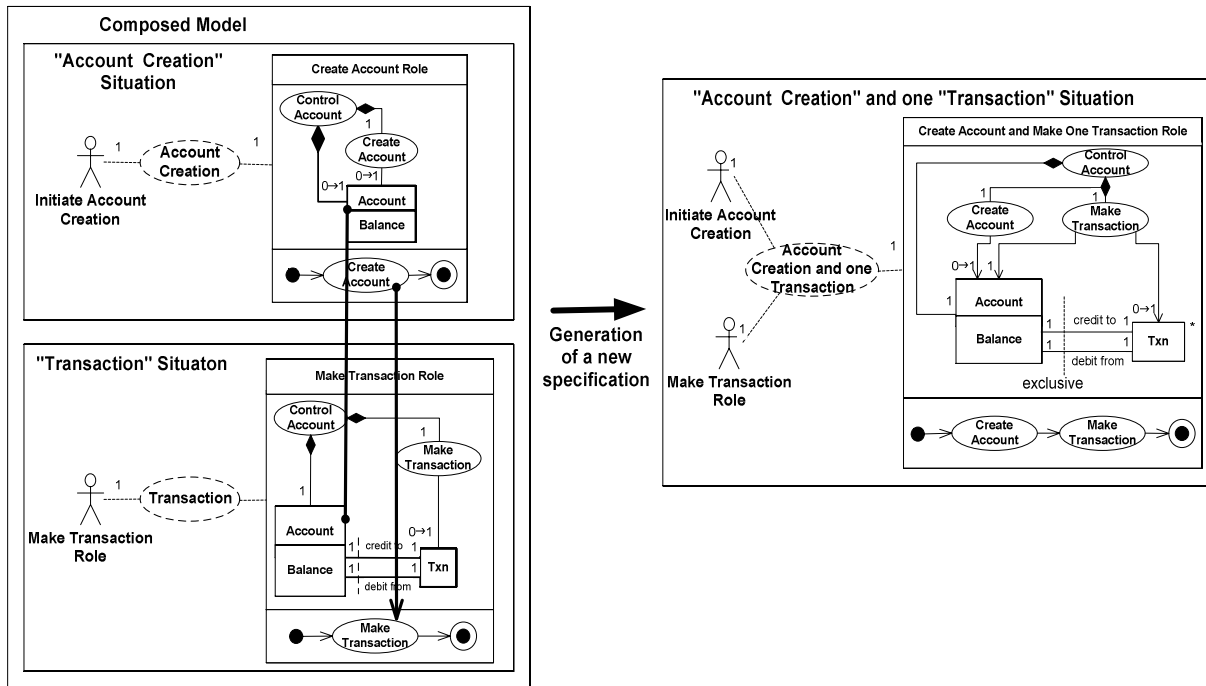 Composed Model
"Account Creation"
Situation
Create Account Role
Control
Account
1
Create
Account
0→1
0→1
Account
Balance
1
Account
Creation
1
Initiate Account
Creation
Create
Account
"Transaction" Situaton
Make Transaction Role
Control
Account
1
Make
Transaction
1
1
Transaction
Make Transaction
Role
Account
Balance
0→1
1
credit to
1
1
1
debit from
Txn
Make
Transaction
Generation
of a new
specification
"Account Creation" and one "Transaction" Situation
Create Account and Make One Transaction Role
Control
Account
1
1
Create
Account
Make
Transaction
1
Initiate Account
Creation
Account
Creation and one
Transaction
1
1
Make Transaction
Role
0→1
1
0→1
1
Account
Balance
1
credit to
1
1
1
debit from
Txn
*
exclusive
Create
Account
Make
Transaction